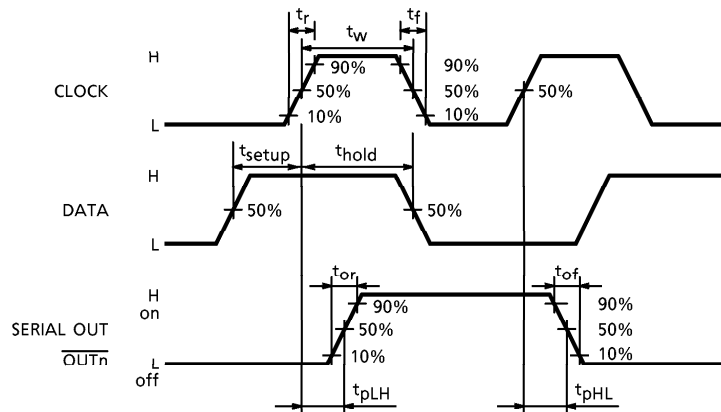 tr tw tf
H
CLOCK
L
90% 90%
50% 50% 50%
10% 10%
tsetup thold
H
DATA
L
50% 50%
tor tof
H
on
SERIAL OUT
OUTn
L
off
90% 90%
50% 50%
10% 10%
tpLH tpHL